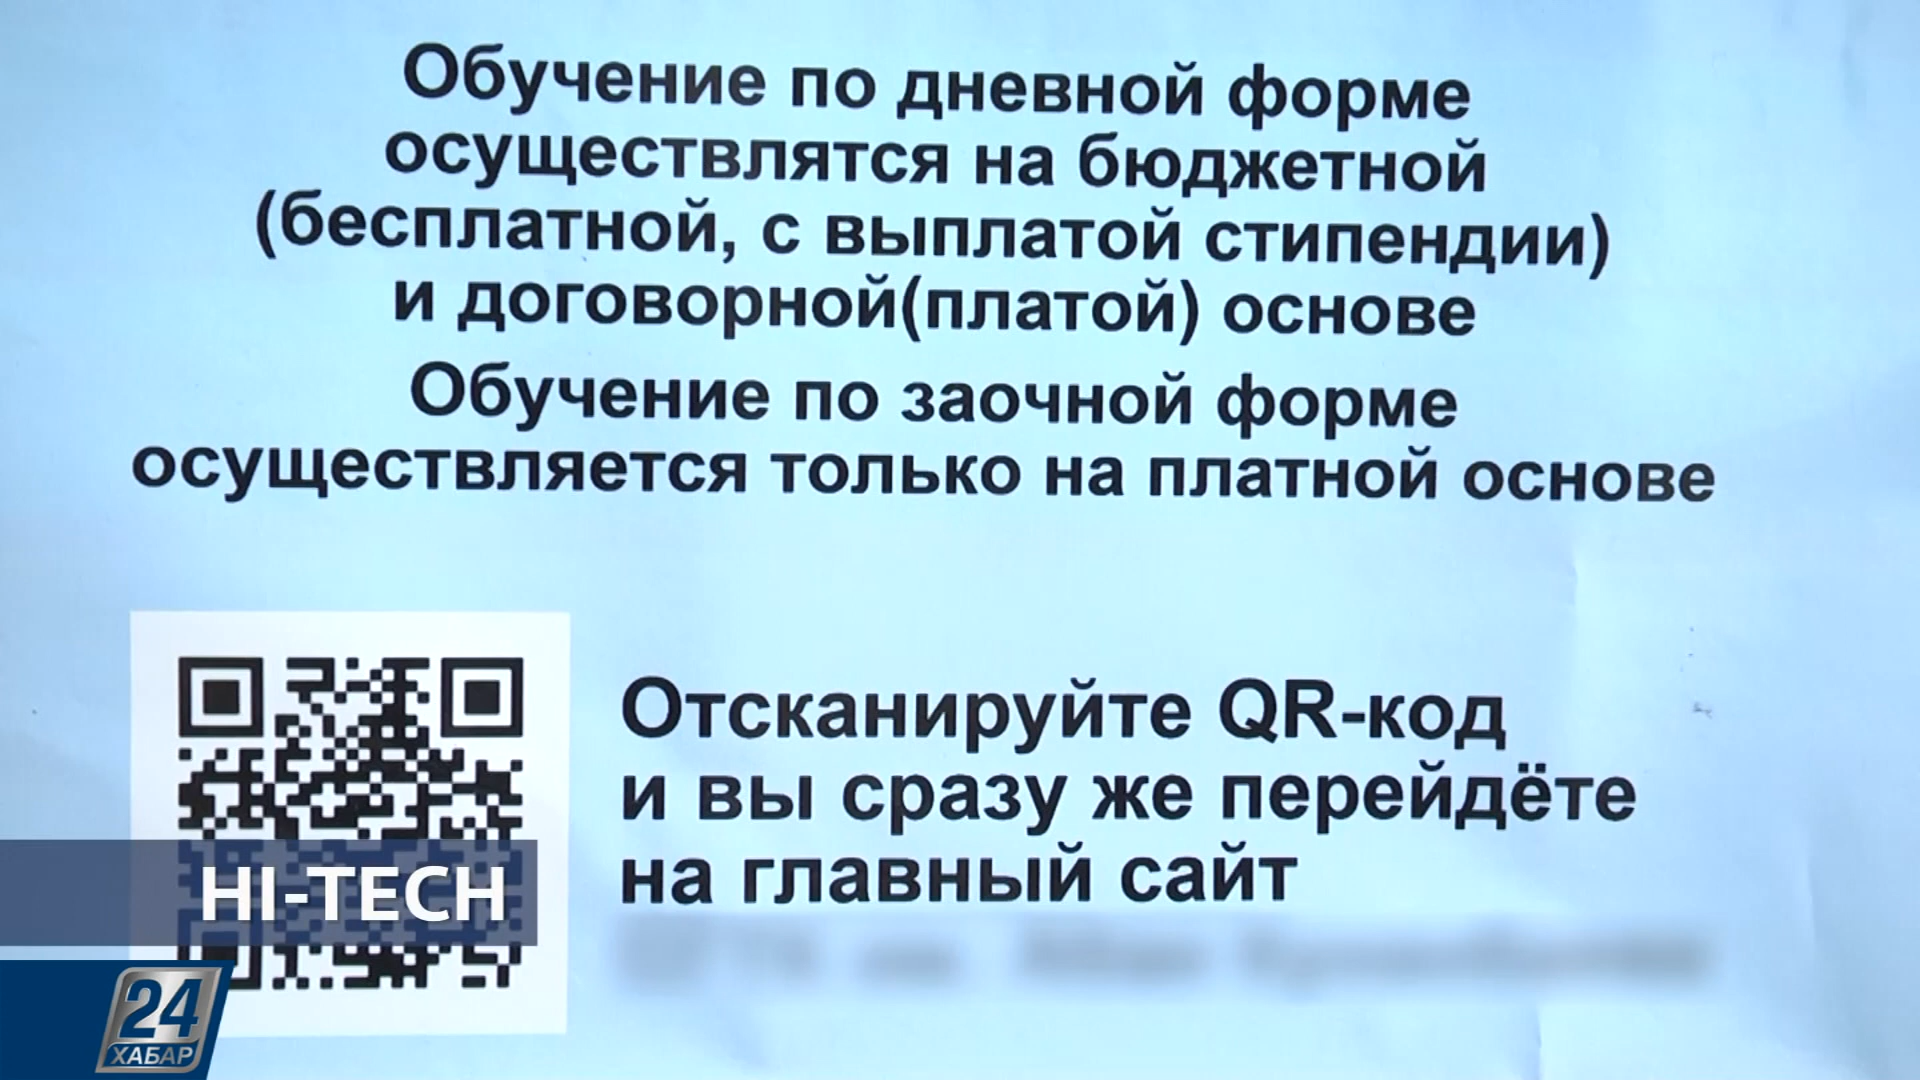 Обучение по дневной форме
осуществлятся на бюджетной
(бесплатной, с выплатой стипендии)
и договорной(платой) основе
Обучение по заочной форме
осуществляется только на платной основе
Отсканируйте QR-код
и вы сразу же перейдёте
на главный сайт
HI-TECH
24
ХАБАР